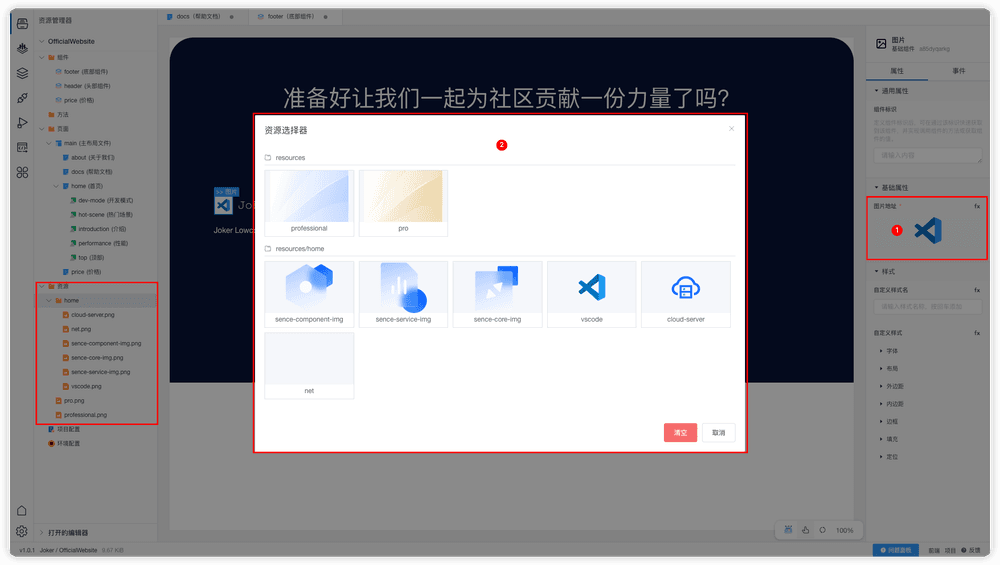 资源管理器
docs (帮助文档)
footer (底部组件)
OfficialWebsite
组件
footer (底部组件)
header (头部组件)
price (价格)
方法
页面
main (主布局文件)
about (关于我们)
docs (帮助文档)
home (首页)
dev-mode (开发模式)
hot-scene (热门场景)
introduction (介绍)
performance (性能)
top (顶部)
price (价格)
资源
home
cloud-server.png
net.png
sence-component-img.png
sence-core-img.png
sence-service-img.png
vscode.png
pro.png
professional.png
项目配置
环境配置
打开的编辑器
v1.0.1
Joker / OfficialWebsite
9.67 KiB
准备好让我们一起为社区贡献一份力量了吗?
图片
Jok
Joker Lowc
资源选择器
2
resources
professional
pro
resources/home
sence-component-img
sence-service-img
sence-core-img
vscode
cloud-server
net
清空
取消
100%
图片
基础组件
属性
事件
通用属性
组件标识
请输入内容
基础属性
图片地址
fx
1
样式
自定义样式名
fx
自定义样式
fx
字体
布局
外边距
内边距
边框
填充
定位
项目
反馈